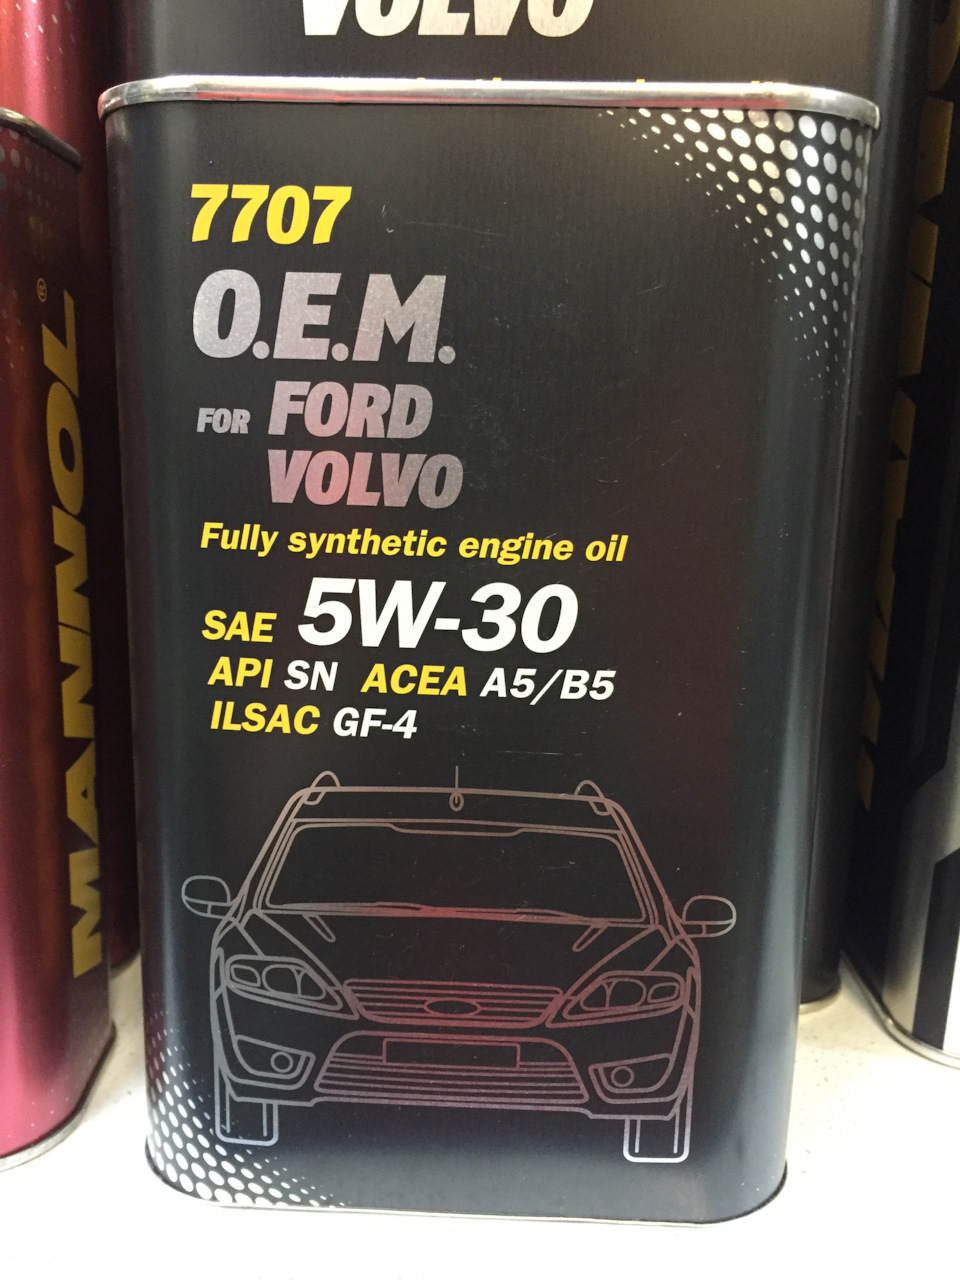 VOLVO
7707
O.E.M.
FOR FORD
VOLVO
Fully synthetic engine oil
SAE 5W-30
API SN ACEA A5/B5
ILSAC GF-4
MANNOL®